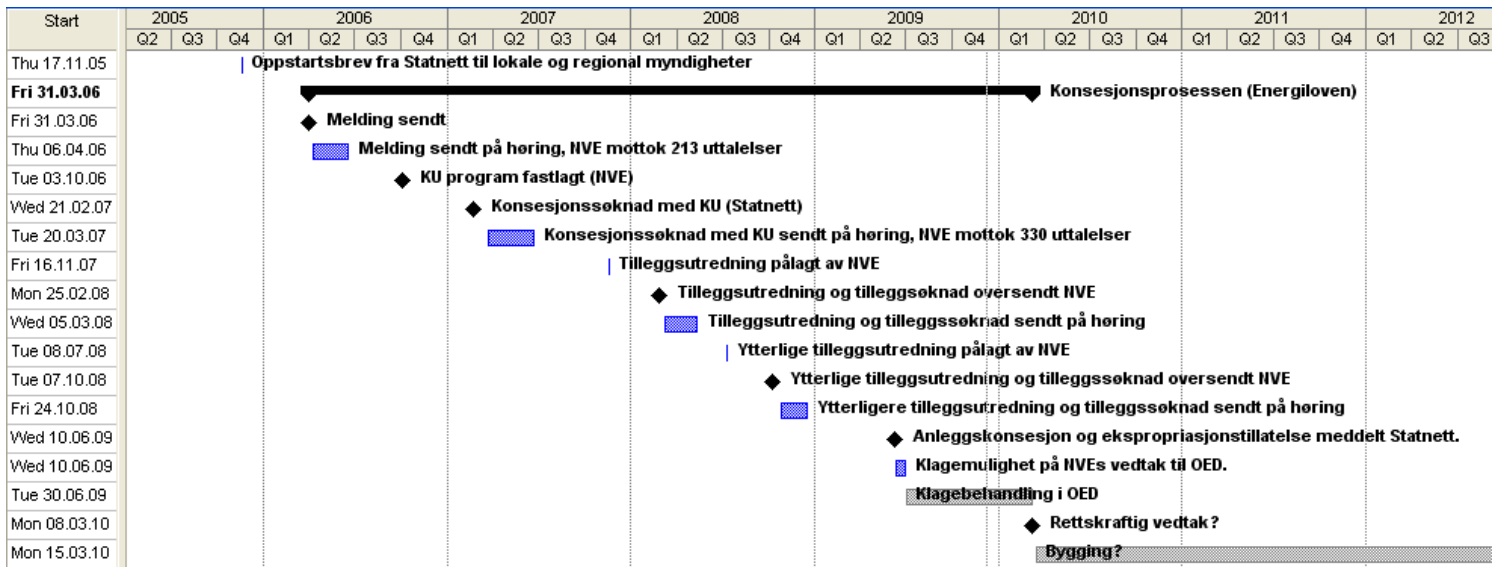 Start 2005 2006 2007 2008 2009 2010 2011 2012
Q2 Q3 Q4 Q1 Q2 Q3 Q4 Q1 Q2 Q3 Q4 Q1 Q2 Q3 Q4 Q1 Q2 Q3 Q4 Q1 Q2 Q3 Q4 Q1 Q2 Q3 Q4 Q1 Q2 Q3
Thu 17.11.05 Oppstartsbrev fra Statnett til lokale og regional myndigheter
Fri 31.03.06 Konsesjonsprosessen (Energiloven)
Fri 31.03.06 Melding sendt
Thu 06.04.06 Melding sendt på høring, NVE mottok 213 uttalelser
Tue 03.10.06 KU program fastlagt (NVE)
Wed 21.02.07 Konsesjonssøknad med KU (Statnett)
Tue 20.03.07 Konsesjonssøknad med KU sendt på høring, NVE mottok 330 uttalelser
Fri 16.11.07 Tilleggsutredning pålagt av NVE
Mon 25.02.08 Tilleggsutredning og tilleggsøknad oversendt NVE
Wed 05.03.08 Tilleggsutredning og tilleggssøknad sendt på høring
Tue 08.07.08 Ytterlige tilleggsutredning pålagt av NVE
Tue 07.10.08 Ytterlige tilleggsutredning og tilleggssøknad oversendt NVE
Fri 24.10.08 Ytterligere tilleggsutredning og tilleggssøknad sendt på høring
Wed 10.06.09 Anleggskonsesjon og ekspropriasjonstillatelse meddelt Statnett.
Wed 10.06.09 Klagemulighet på NVEs vedtak til OED.
Tue 30.06.09 Klagebehandling i OED
Mon 08.03.10 Rettskraftig vedtak?
Mon 15.03.10 Bygging?